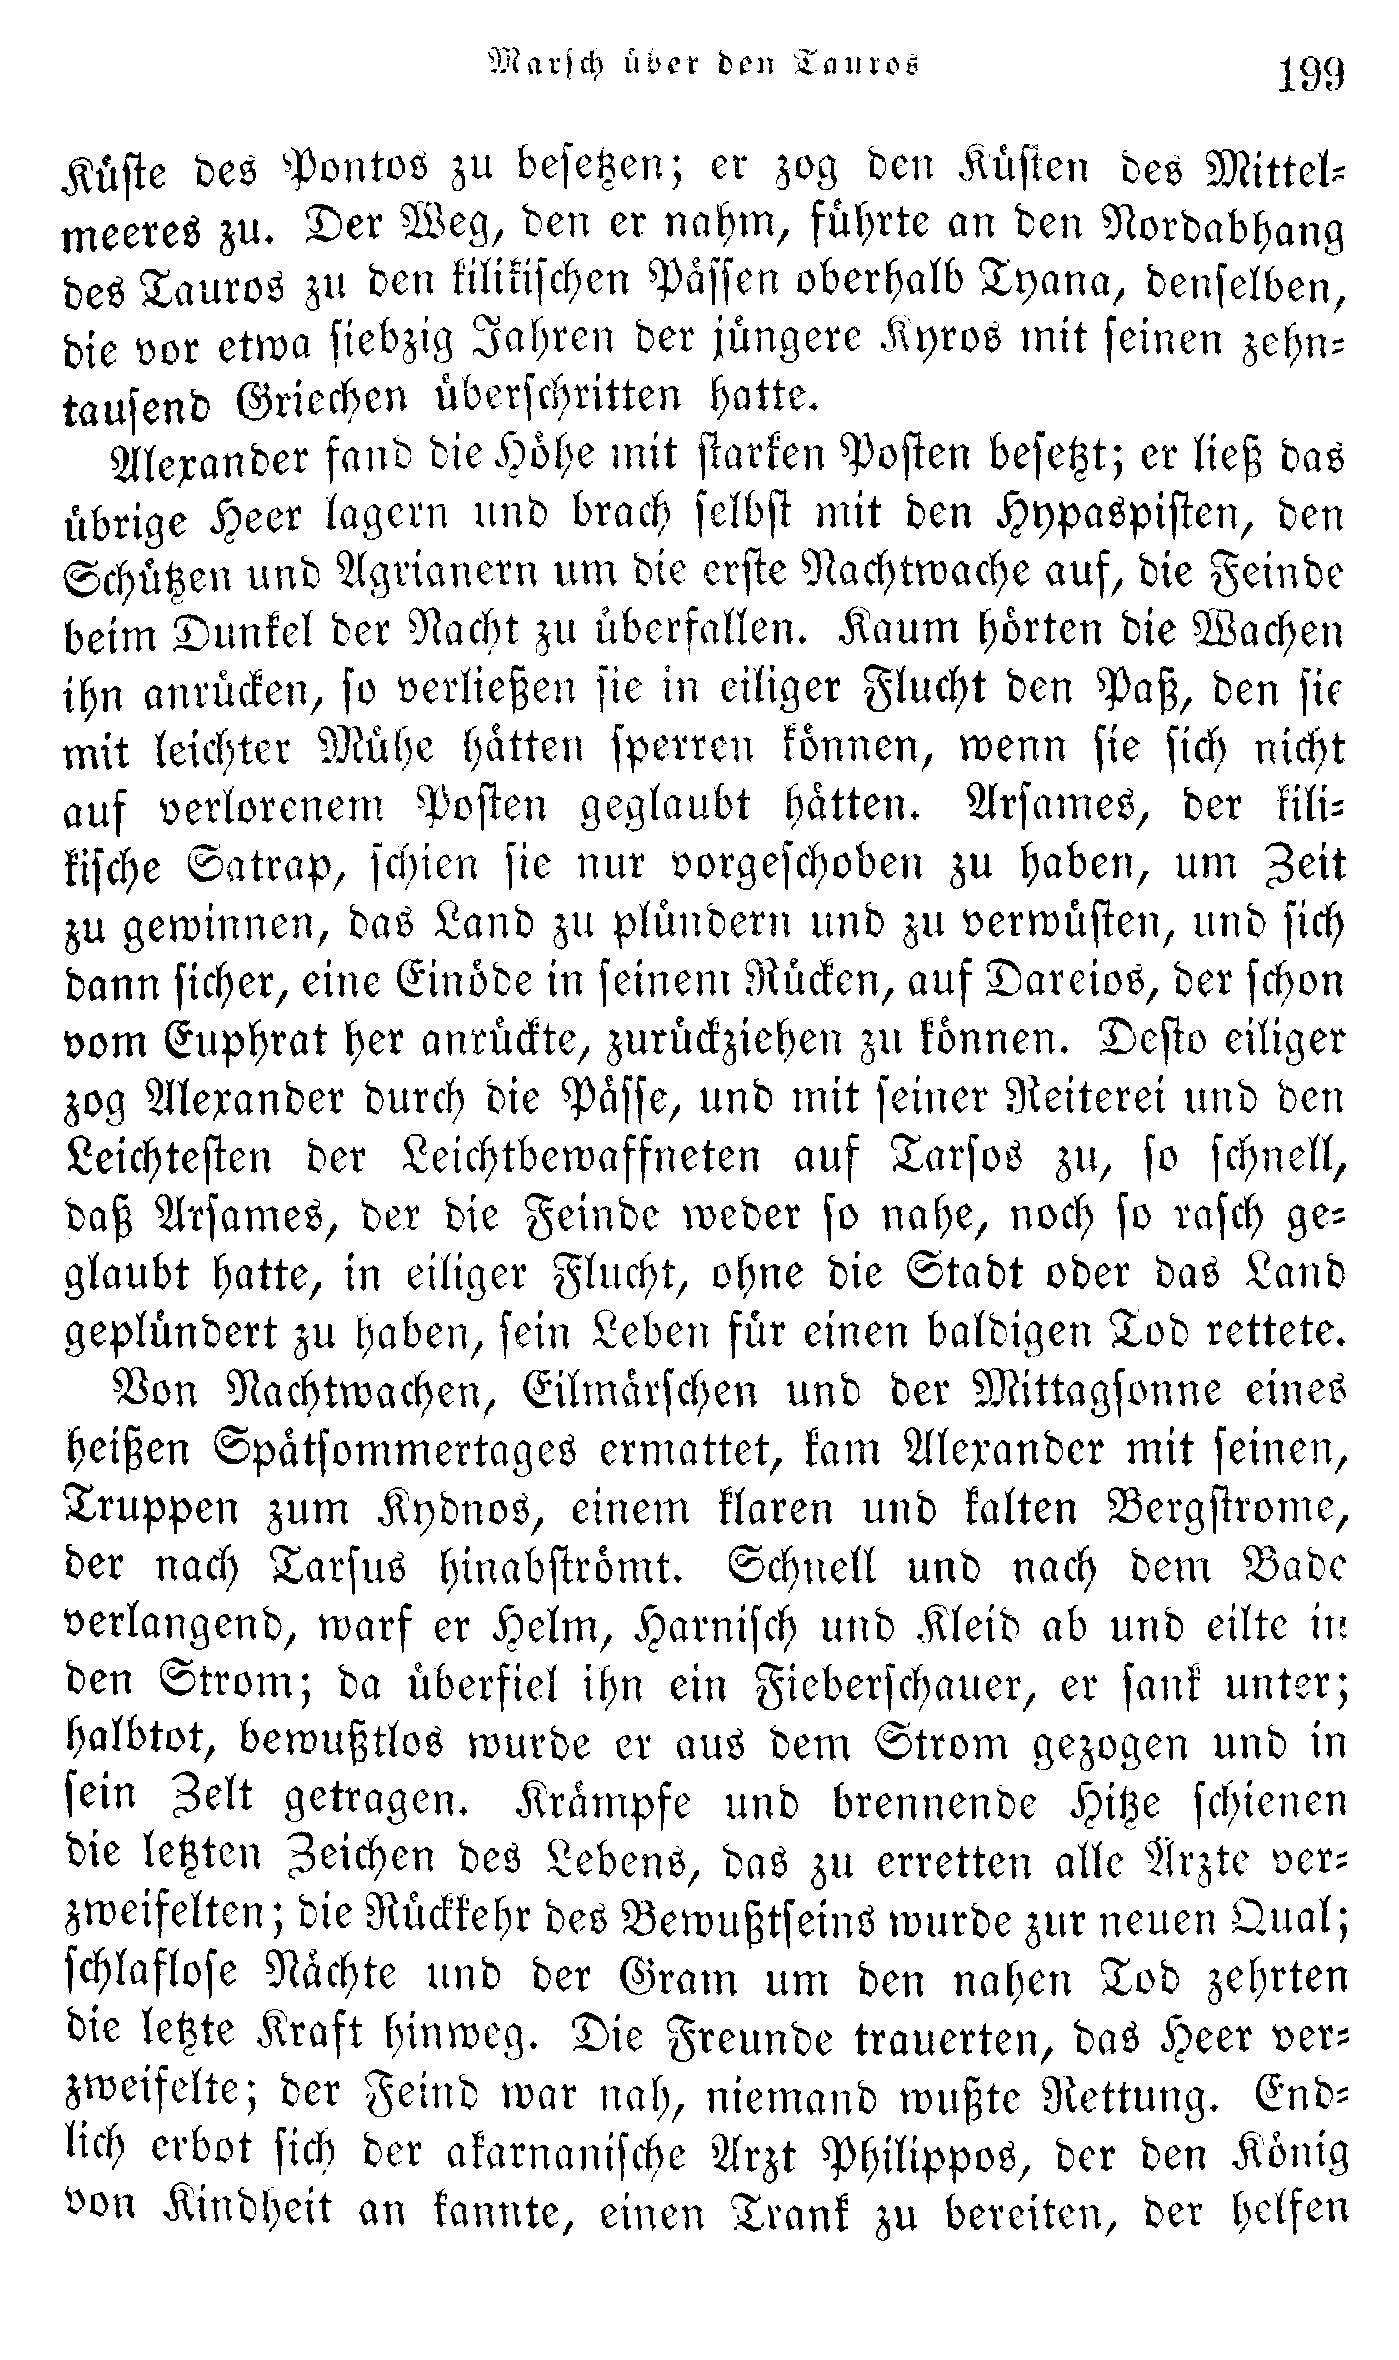 Marsch über den Tauros 199
Küste des Pontos zu besetzen; er zog den Küsten des Mittel-
meeres zu. Der Weg, den er nahm, führte an den Nordabhang
des Tauros zu den kilikischen Pässen oberhalb Tyana, denselben,
die vor etwa siebzig Jahren der jüngere Kyros mit seinen zehn-
tausend Griechen überschritten hatte.
Alexander fand die Höhe mit starken Posten besetzt; er ließ das
übrige Heer lagern und brach selbst mit den Hypaspisten, den
Schützen und Agrianern um die erste Nachtwache auf, die Feinde
beim Dunkel der Nacht zu überfallen. Kaum hörten die Wachen
ihn anrücken, so verließen sie in eiliger Flucht den Paß, den sie
mit leichter Mühe hätten sperren können, wenn sie sich nicht
auf verlorenem Posten geglaubt hätten. Arsames, der kili-
kische Satrap, schien sie nur vorgeschoben zu haben, um Zeit
zu gewinnen, das Land zu plündern und zu verwüsten, und sich
dann sicher, eine Einöde in seinem Rücken, auf Dareios, der schon
vom Euphrat her anrückte, zurückziehen zu können. Desto eiliger
zog Alexander durch die Pässe, und mit seiner Reiterei und den
Leichtesten der Leichtbewaffneten auf Tarsos zu, so schnell,
daß Arsames, der die Feinde weder so nahe, noch so rasch ge-
glaubt hatte, in eiliger Flucht, ohne die Stadt oder das Land
geplündert zu haben, sein Leben für einen baldigen Tod rettete.
Von Nachtwachen, Eilmärschen und der Mittagsonne eines
heißen Spätsommertages ermattet, kam Alexander mit seinen,
Truppen zum Kydnos, einem klaren und kalten Bergstrome,
der nach Tarsus hinabströmt. Schnell und nach dem Bade
verlangend, warf er Helm, Harnisch und Kleid ab und eilte in
den Strom; da überfiel ihn ein Fieberschauer, er sank unter;
halbtot, bewußtlos wurde er aus dem Strom gezogen und in
sein Zelt getragen. Krämpfe und brennende Hitze schienen
die letzten Zeichen des Lebens, das zu erretten alle Ärzte ver-
zweifelten; die Rückkehr des Bewußtseins wurde zur neuen Qual;
schlaflose Nächte und der Gram um den nahen Tod zehrten
die letzte Kraft hinweg. Die Freunde trauerten, das Heer ver-
zweifelte; der Feind war nah, niemand wußte Rettung. End-
lich erbot sich der akarnanische Arzt Philippos, der den König
von Kindheit an kannte, einen Trank zu bereiten, der helfen